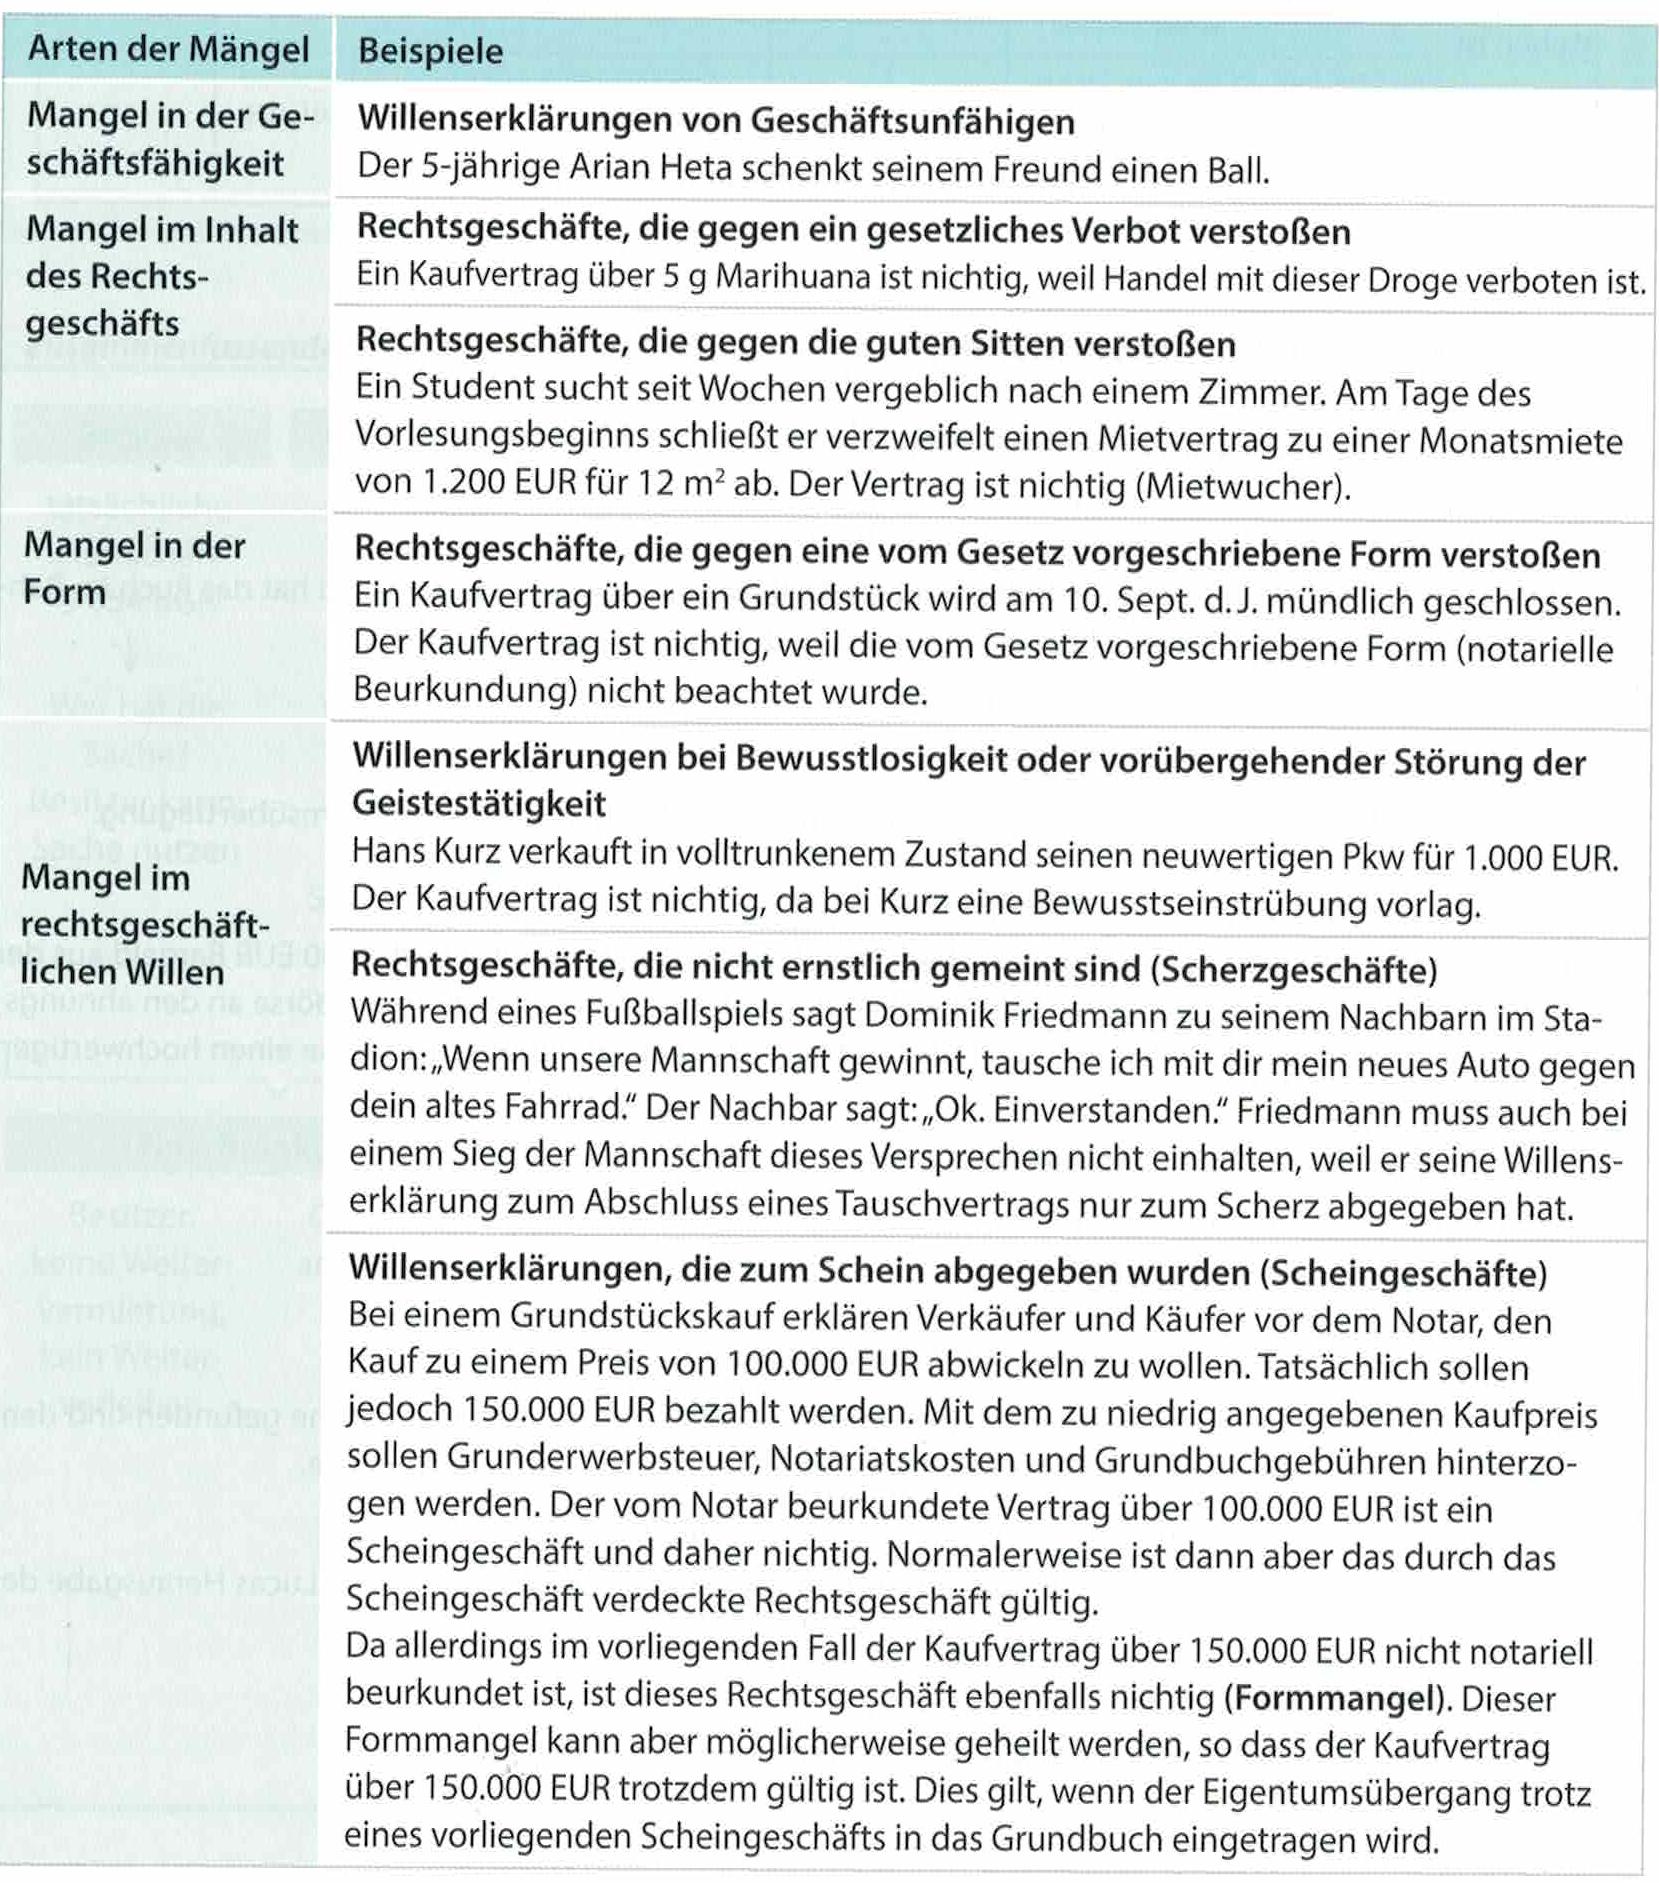 Arten der Mängel
Beispiele
Mangel in der Ge-
schäftsfähigkeit
Willenserklärungen von Geschäftsunfähigen
Der 5-jährige Arian Heta schenkt seinem Freund einen Ball.
Mangel im Inhalt
des Rechts-
geschäfts
Rechtsgeschäfte, die gegen ein gesetzliches Verbot verstoßen
Ein Kaufvertrag über 5 g Marihuana ist nichtig, weil Handel mit dieser Droge verboten ist.
Rechtsgeschäfte, die gegen die guten Sitten verstoßen
Ein Student sucht seit Wochen vergeblich nach einem Zimmer. Am Tage des
Vorlesungsbeginns schließt er verzweifelt einen Mietvertrag zu einer Monatsmiete
von 1.200 EUR für 12 m² ab. Der Vertrag ist nichtig (Mietwucher).
Mangel in der
Form
Rechtsgeschäfte, die gegen eine vom Gesetz vorgeschriebene Form verstoßen
Ein Kaufvertrag über ein Grundstück wird am 10. Sept. d. J. mündlich geschlossen.
Der Kaufvertrag ist nichtig, weil die vom Gesetz vorgeschriebene Form (notarielle
Beurkundung) nicht beachtet wurde.
Mangel im
rechtsgeschäft-
lichen Willen
Willenserklärungen bei Bewusstlosigkeit oder vorübergehender Störung der
Geistestätigkeit
Hans Kurz verkauft in volltrunkenem Zustand seinen neuwertigen Pkw für 1.000 EUR.
Der Kaufvertrag ist nichtig, da bei Kurz eine Bewusstseinstrübung vorlag.
Rechtsgeschäfte, die nicht ernstlich gemeint sind (Scherzgeschäfte)
Während eines Fußballspiels sagt Dominik Friedmann zu seinem Nachbarn im Sta-
dion: „Wenn unsere Mannschaft gewinnt, tausche ich mit dir mein neues Auto gegen
dein altes Fahrrad.“ Der Nachbar sagt: „Ok. Einverstanden.“ Friedmann muss auch bei
einem Sieg der Mannschaft dieses Versprechen nicht einhalten, weil er seine Willens-
erklärung zum Abschluss eines Tauschvertrags nur zum Scherz abgegeben hat.
Willenserklärungen, die zum Schein abgegeben wurden (Scheingeschäfte)
Bei einem Grundstückskauf erklären Verkäufer und Käufer vor dem Notar, den
Kauf zu einem Preis von 100.000 EUR abwickeln zu wollen. Tatsächlich sollen
jedoch 150.000 EUR bezahlt werden. Mit dem zu niedrig angegebenen Kaufpreis
sollen Grunderwerbsteuer, Notariatskosten und Grundbuchgebühren hinterzo-
gen werden. Der vom Notar beurkundete Vertrag über 100.000 EUR ist ein
Scheingeschäft und daher nichtig. Normalerweise ist dann aber das durch das
Scheingeschäft verdeckte Rechtsgeschäft gültig.
Da allerdings im vorliegenden Fall der Kaufvertrag über 150.000 EUR nicht notariell
beurkundet ist, ist dieses Rechtsgeschäft ebenfalls nichtig (Formmangel). Dieser
Formmangel kann aber möglicherweise geheilt werden, so dass der Kaufvertrag
über 150.000 EUR trotzdem gültig ist. Dies gilt, wenn der Eigentumsübergang trotz
eines vorliegenden Scheingeschäfts in das Grundbuch eingetragen wird.